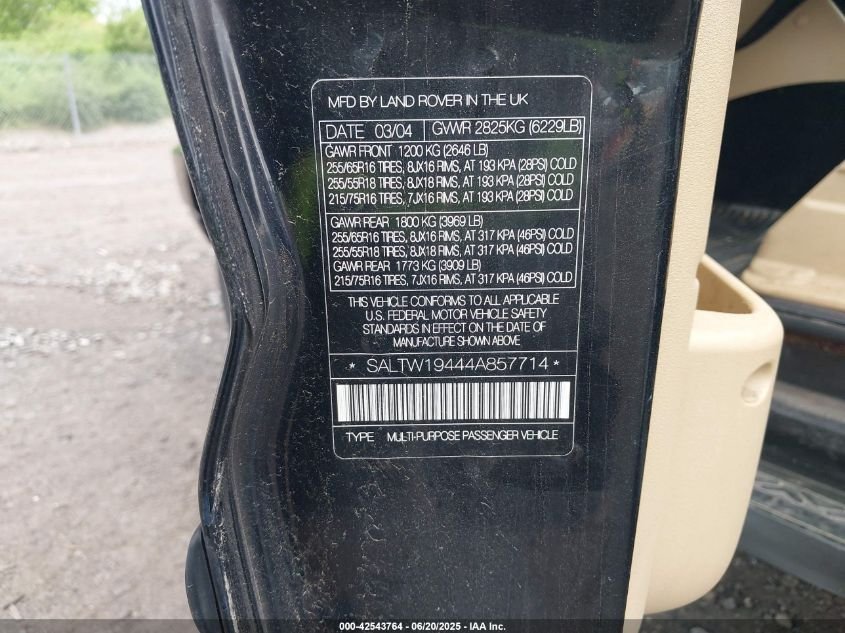 MFD BY LAND ROVER IN THE UK
DATE 03/04 GVWR 2825KG (6229LB)
GAWR FRONT 1200 KG (2646 LB)
255/65R16 TIRES, 8JX16 RIMS, AT 193 KPA (28PSI) COLD
255/55R18 TIRES, 8JX18 RIMS, AT 193 KPA (28PSI) COLD
215/75R16 TIRES, 7JX16 RIMS, AT 193 KPA (28PSI) COLD
GAWR REAR 1800 KG (3969 LB)
255/65R16 TIRES, 8JX16 RIMS, AT 317 KPA (46PSI) COLD
255/55R18 TIRES, 8JX18 RIMS, AT 317 KPA (46PSI) COLD
GAWR REAR 1773 KG (3909 LB)
215/75R16 TIRES, 7JX16 RIMS, AT 317 KPA (46PSI) COLD
THIS VEHICLE CONFORMS TO ALL APPLICABLE
U.S. FEDERAL MOTOR VEHICLE SAFETY
STANDARDS IN EFFECT ON THE DATE OF
MANUFACTURE SHOWN ABOVE
* SALTW19444A857714 *
TYPE MULTI-PURPOSE PASSENGER VEHICLE
000-42543764 - 06/20/2025 - IAA Inc.